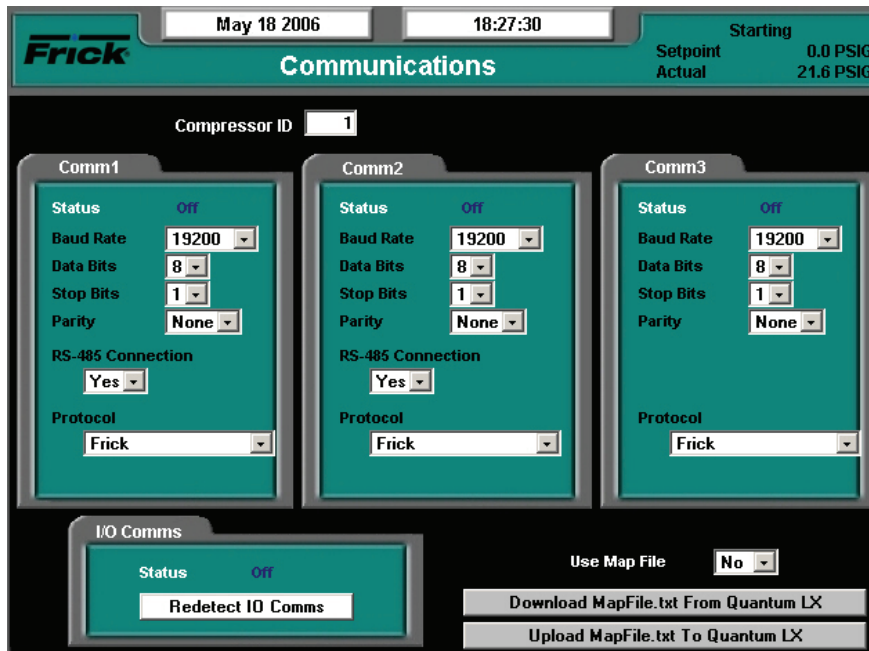 May 18 2006
18:27:30
Frick
Communications
Starting
Setpoint 0.0 PSIG
Actual 21.6 PSIG
Compressor ID 1
Comm1
Status Off
Baud Rate 19200
Data Bits 8
Stop Bits 1
Parity None
RS-485 Connection
Yes
Protocol
Frick
Comm2
Status Off
Baud Rate 19200
Data Bits 8
Stop Bits 1
Parity None
RS-485 Connection
Yes
Protocol
Frick
Comm3
Status Off
Baud Rate 19200
Data Bits 8
Stop Bits 1
Parity None
Protocol
Frick
I/O Comms
Status Off
Redetect IO Comms
Use Map File No
Download MapFile.txt From Quantum LX
Upload MapFile.txt To Quantum LX